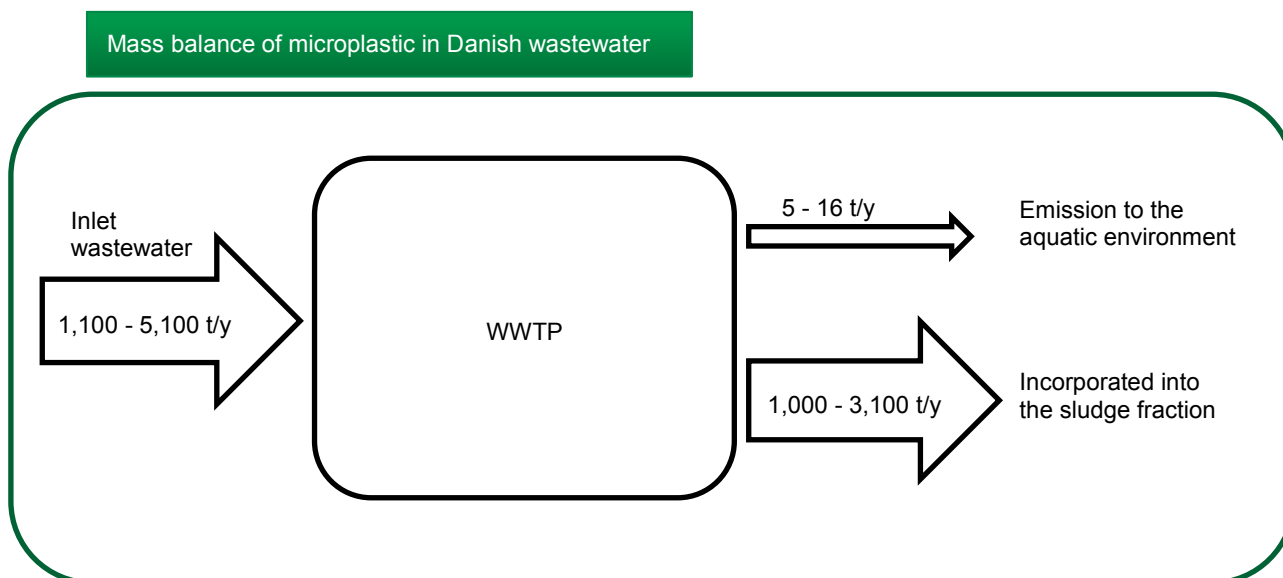 Mass balance of microplastic in Danish wastewater
Inlet
wastewater
1,100 - 5,100 t/y
WWTP
5 - 16 t/y
Emission to the
aquatic environment
1,000 - 3,100 t/y
Incorporated into
the sludge fraction